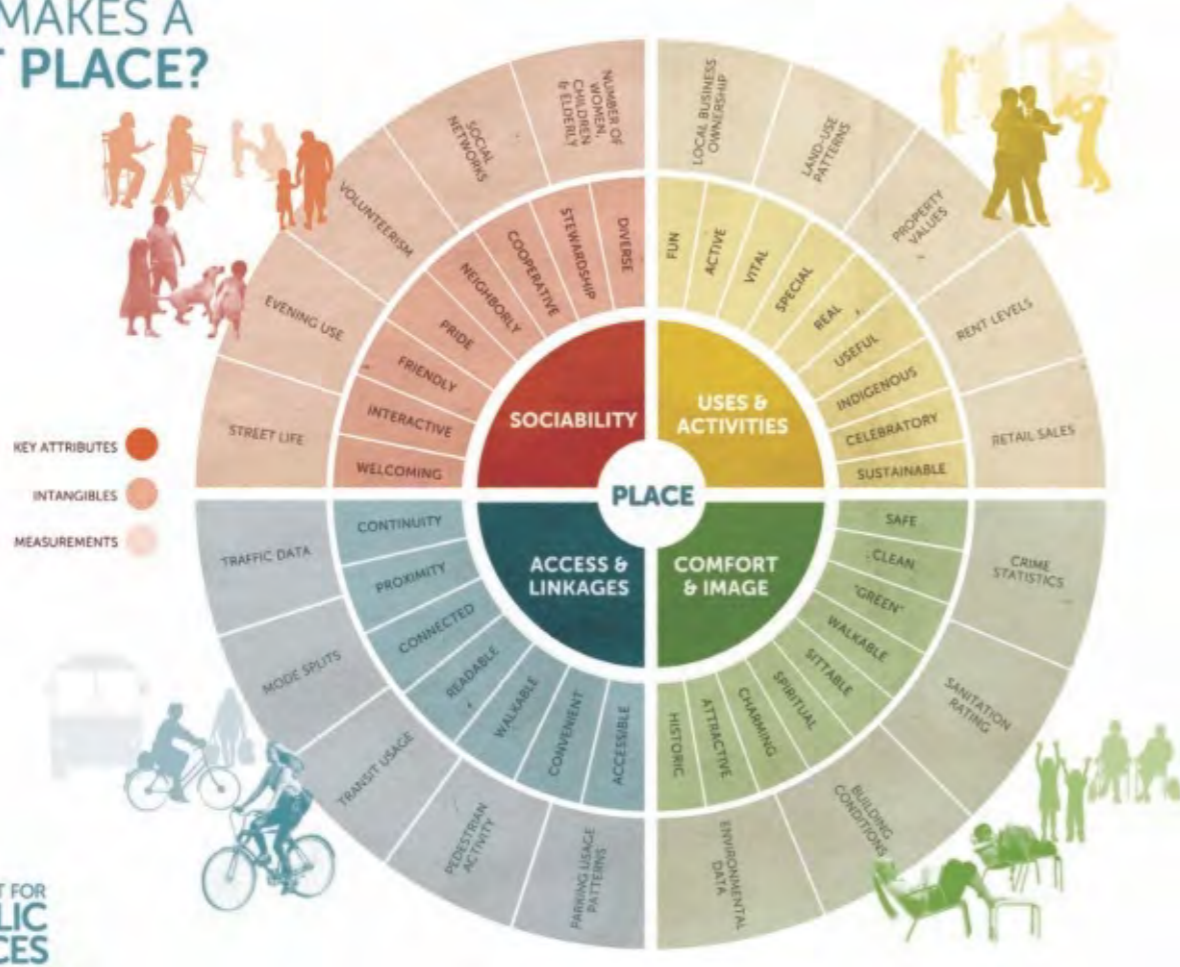 MAKES A
T PLACE?
NUMBER OF
WOMEN,
CHILDREN
& ELDERLY
SOCIAL
NETWORKS
VOLUNTEERISM
EVENING USE
STREET LIFE
LOCAL BUSINESS
OWNERSHIP
LAND-USE
PATTERNS
PROPERTY
VALUES
RENT LEVELS
RETAIL SALES
DIVERSE
STEWARDSHIP
COOPERATIVE
NEIGHBORLY
PRIDE
FRIENDLY
INTERACTIVE
WELCOMING
FUN
ACTIVE
VITAL
SPECIAL
REAL
USEFUL
INDIGENOUS
CELEBRATORY
SUSTAINABLE
SOCIABILITY
USES &
ACTIVITIES
KEY ATTRIBUTES
INTANGIBLES
MEASUREMENTS
PLACE
ACCESS &
LINKAGES
COMFORT
& IMAGE
CONTINUITY
PROXIMITY
CONNECTED
READABLE
WALKABLE
CONVENIENT
ACCESSIBLE
SAFE
CLEAN
"GREEN"
WALKABLE
SITTABLE
SPIRITUAL
CHARMING
ATTRACTIVE
HISTORIC
TRAFFIC DATA
MODE SPLITS
TRANSIT USAGE
PEDESTRIAN
ACTIVITY
PARKING USAGE
PATTERNS
CRIME
STATISTICS
SANITATION
RATING
BUILDING
CONDITIONS
ENVIRONMENTAL
DATA
T FOR
LIC
CES